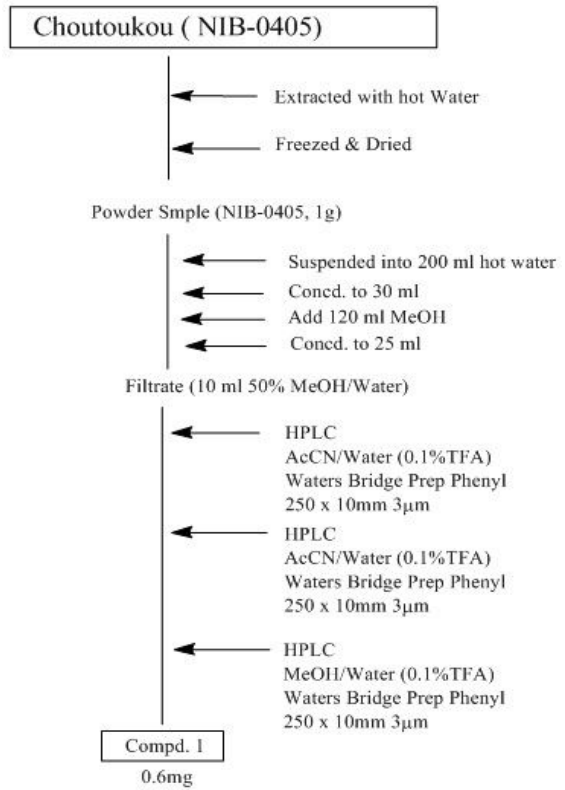 Choutoukou ( NIB-0405)
Extracted with hot Water
Freezed & Dried
Powder Smple (NIB-0405, 1g)
Suspended into 200 ml hot water
Concd. to 30 ml
Add 120 ml MeOH
Concd. to 25 ml
Filtrate (10 ml 50% MeOH/Water)
HPLC
AcCN/Water (0.1%TFA)
Waters Bridge Prep Phenyl
250 x 10mm 3μm
HPLC
AcCN/Water (0.1%TFA)
Waters Bridge Prep Phenyl
250 x 10mm 3μm
HPLC
MeOH/Water (0.1%TFA)
Waters Bridge Prep Phenyl
250 x 10mm 3μm
Compd. 1
0.6mg